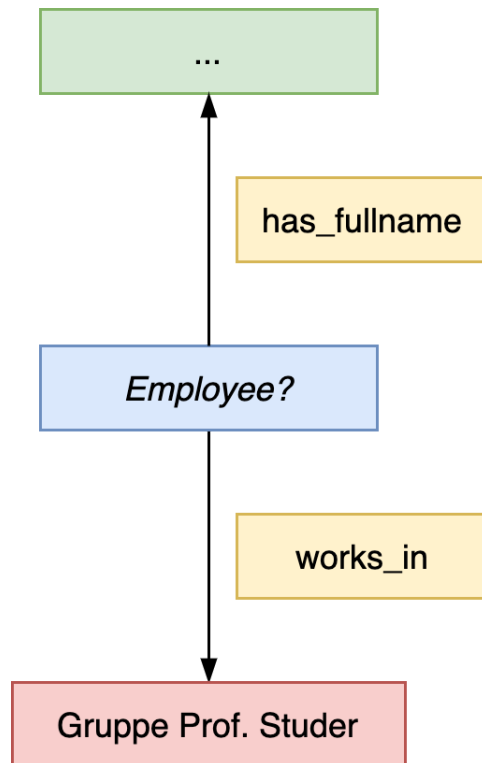 ...
has_fullname
Employee?
works_in
Gruppe Prof. Studer